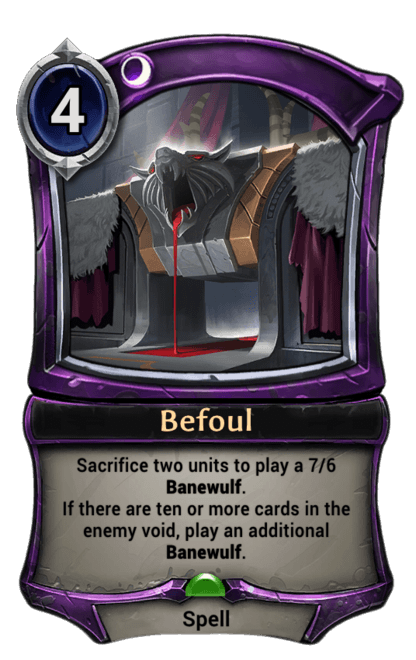 4
Befoul
Sacrifice two units to play a 7/6
Banewulf.
If there are ten or more cards in the
enemy void, play an additional
Banewulf.
Spell